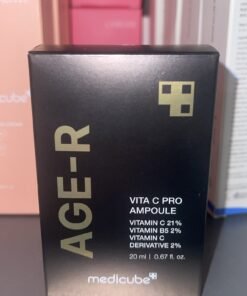 medicube
AGE-R
VITA C PRO
AMPOULE
VITAMIN C 21%
VITAMIN B5 2%
VITAMIN C
DERIVATIVE 2%
20 ml | 0.67 fl. oz.
medicube